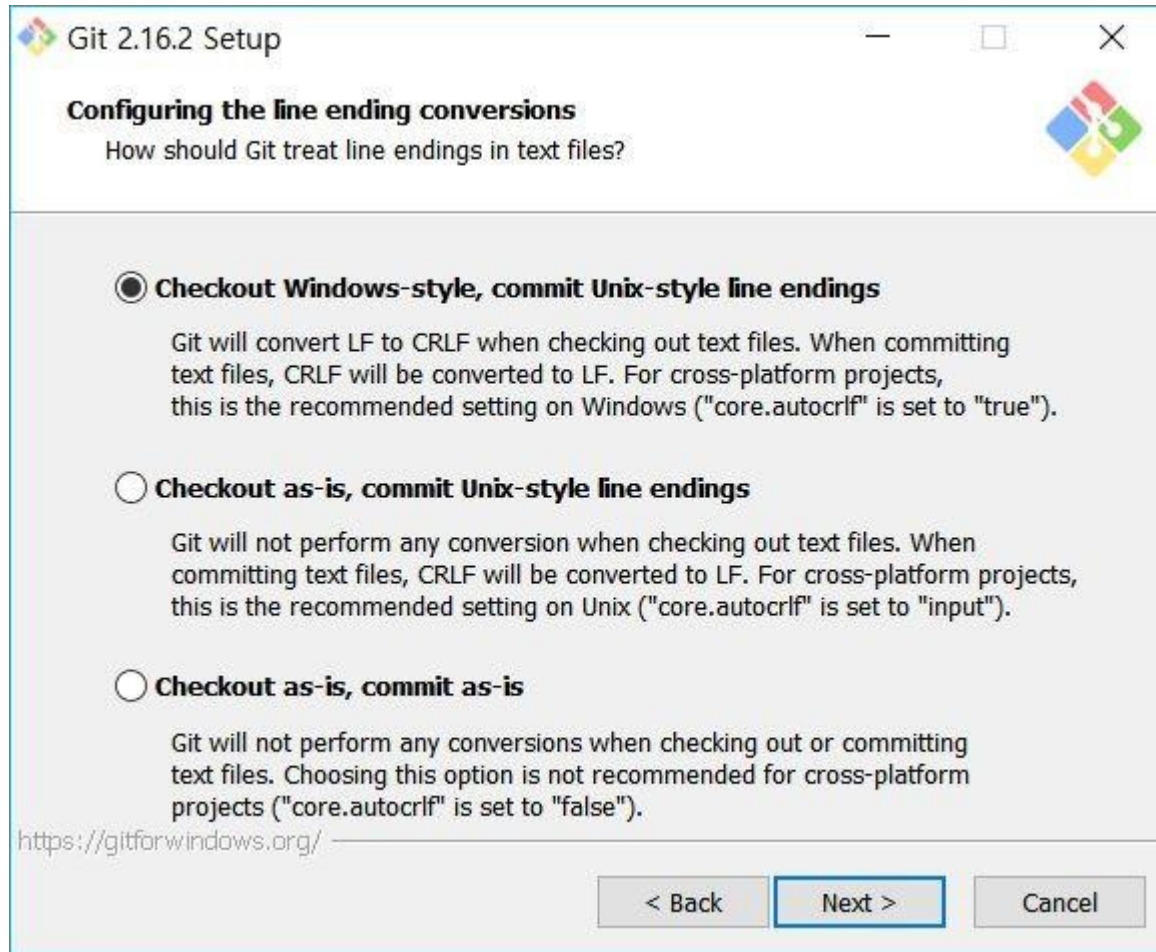 Git 2.16.2 Setup
Configuring the line ending conversions
How should Git treat line endings in text files?
Checkout Windows-style, commit Unix-style line endings
Git will convert LF to CRLF when checking out text files. When committing
text files, CRLF will be converted to LF. For cross-platform projects,
this is the recommended setting on Windows ("core.autocrlf" is set to "true").
Checkout as-is, commit Unix-style line endings
Git will not perform any conversion when checking out text files. When
committing text files, CRLF will be converted to LF. For cross-platform projects,
this is the recommended setting on Unix ("core.autocrlf" is set to "input").
Checkout as-is, commit as-is
Git will not perform any conversions when checking out or committing
text files. Choosing this option is not recommended for cross-platform
projects ("core.autocrlf" is set to "false").
https://gitforwindows.org/
< Back Next > Cancel